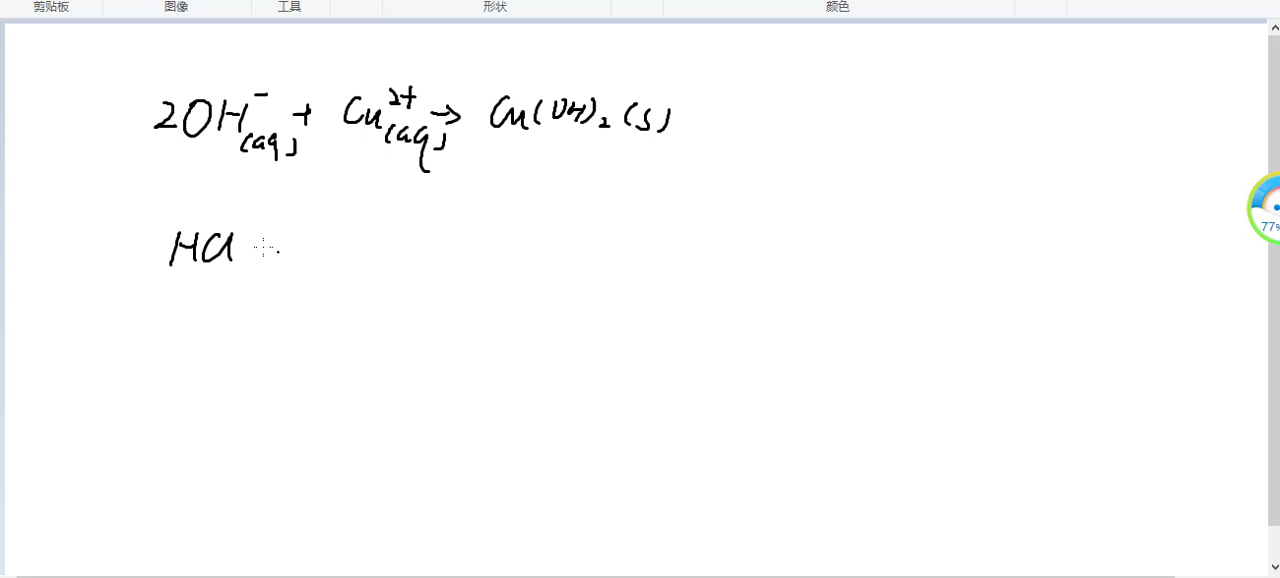 剪贴板 图像 工具 形状 颜色
2OH⁻(aq) + Cu²⁺(aq) → Cu(OH)₂(s)
77%
HCl